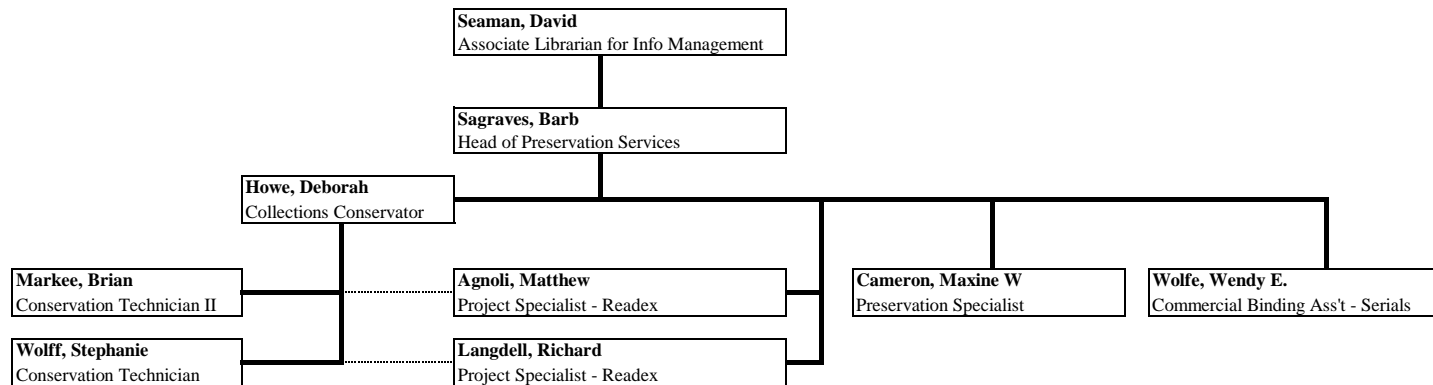 Seaman, David
Associate Librarian for Info Management
Sagraves, Barb
Head of Preservation Services
Howe, Deborah
Collections Conservator
Markee, Brian
Conservation Technician II
Agnoli, Matthew
Project Specialist - Readex
Cameron, Maxine W
Preservation Specialist
Wolfe, Wendy E.
Commercial Binding Ass't - Serials
Wolff, Stephanie
Conservation Technician
Langdell, Richard
Project Specialist - Readex